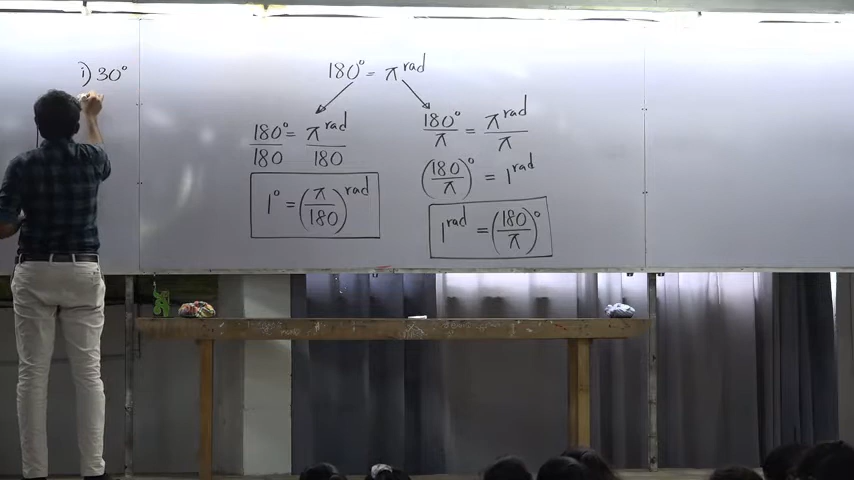 i) 30°
180° = π rad
180°/180 = π rad/180
1° = (π/180) rad
180°/π = π rad/π
(180/π)° = 1 rad
1 rad = (180/π)°